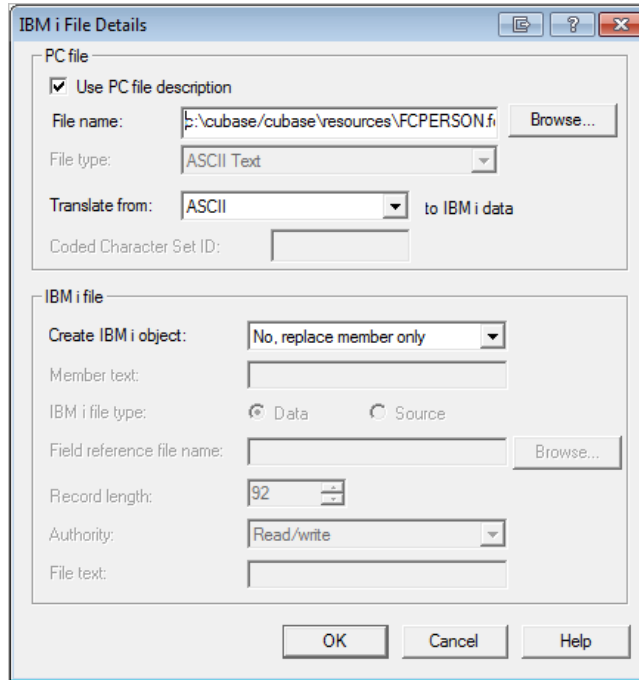 IBM i File Details
PC file
Use PC file description
File name: c:\cubase/cubase\resources\FCPERSON.f Browse...
File type: ASCII Text
Translate from: ASCII to IBM i data
Coded Character Set ID:
IBM i file
Create IBM i object: No, replace member only
Member text:
IBM i file type: Data Source
Field reference file name: Browse...
Record length: 92
Authority: Read/write
File text:
OK Cancel Help